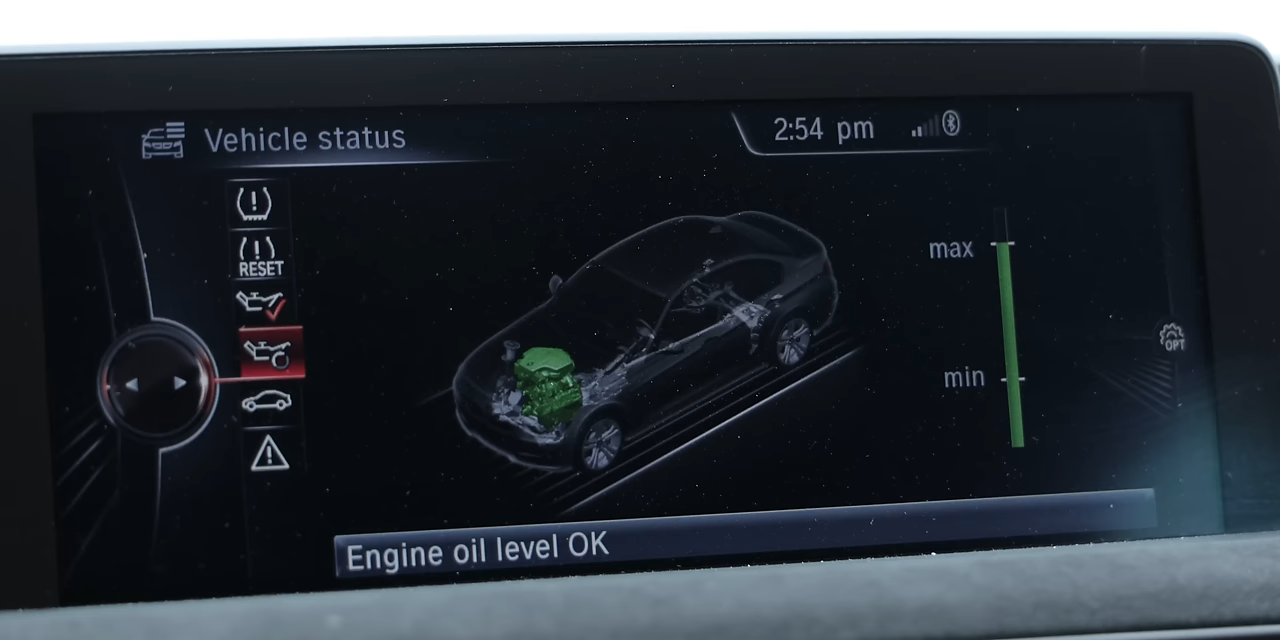 Vehicle status
2:54 pm
RESET
max
min
OPT
Engine oil level OK